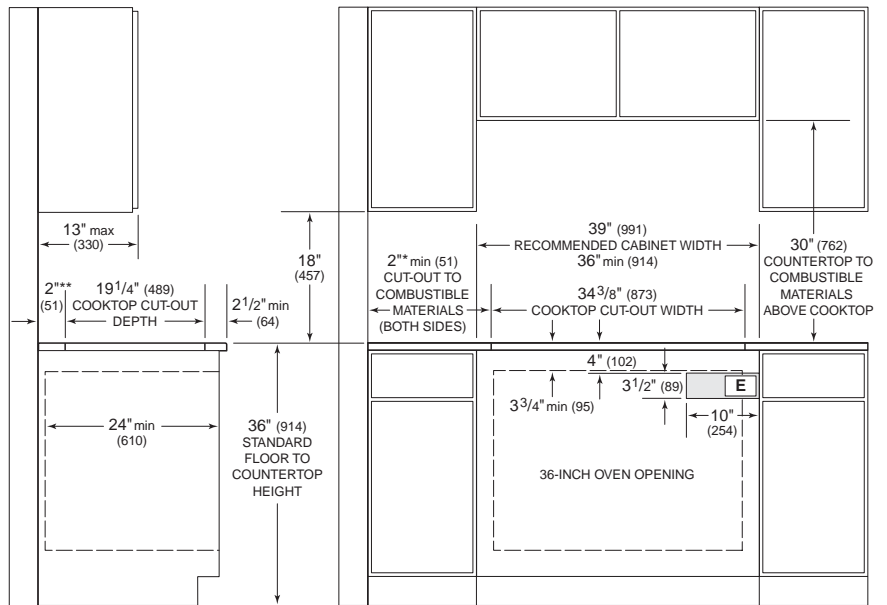 13" max
(330)
2"**
(51)
19 1/4" (489)
COOKTOP CUT-OUT
DEPTH
2 1/2" min
(64)
18"
(457)
24" min
(610)
36" (914)
STANDARD
FLOOR TO
COUNTERTOP
HEIGHT
2"* min (51)
CUT-OUT TO
COMBUSTIBLE
MATERIALS
(BOTH SIDES)
39" (991)
RECOMMENDED CABINET WIDTH
36" min (914)
34 3/8" (873)
COOKTOP CUT-OUT WIDTH
30" (762)
COUNTERTOP TO
COMBUSTIBLE
MATERIALS
ABOVE COOKTOP
4" (102)
3 1/2" (89)
E
3 3/4" min (95)
10"
(254)
36-INCH OVEN OPENING